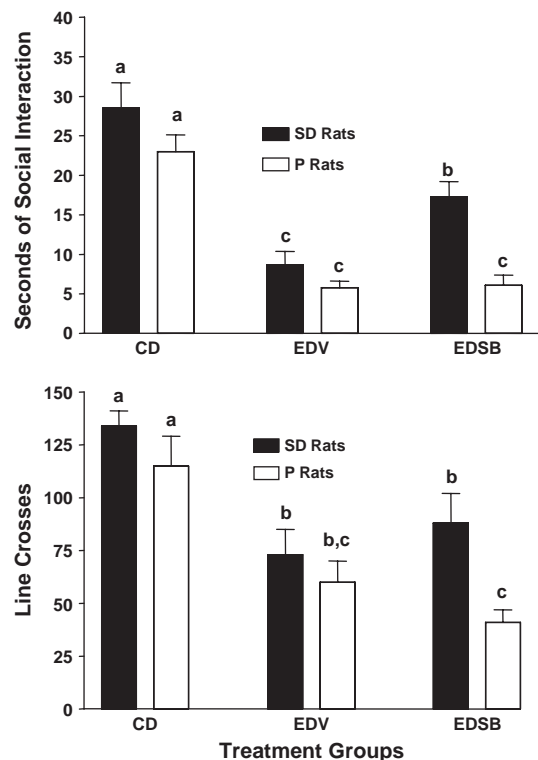 Seconds of Social Interaction
40
35
30
25
20
15
10
5
0
a
a
c
c
b
c
SD Rats
P Rats
CD
EDV
EDSB
Line Crosses
150
125
100
75
50
25
0
a
a
b
b,c
b
c
SD Rats
P Rats
CD
EDV
EDSB
Treatment Groups